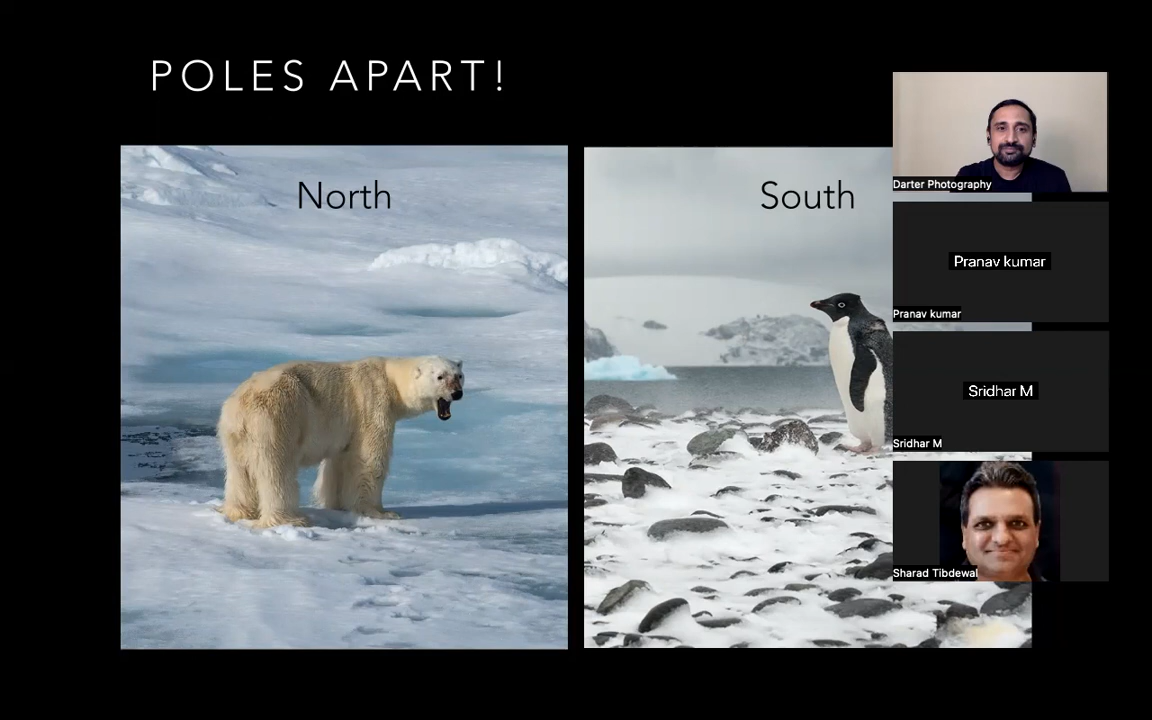 POLES APART!
North
South
Darter Photography
Pranav kumar
Pranav kumar
Sridhar M
Sridhar M
Sharad Tibdewal